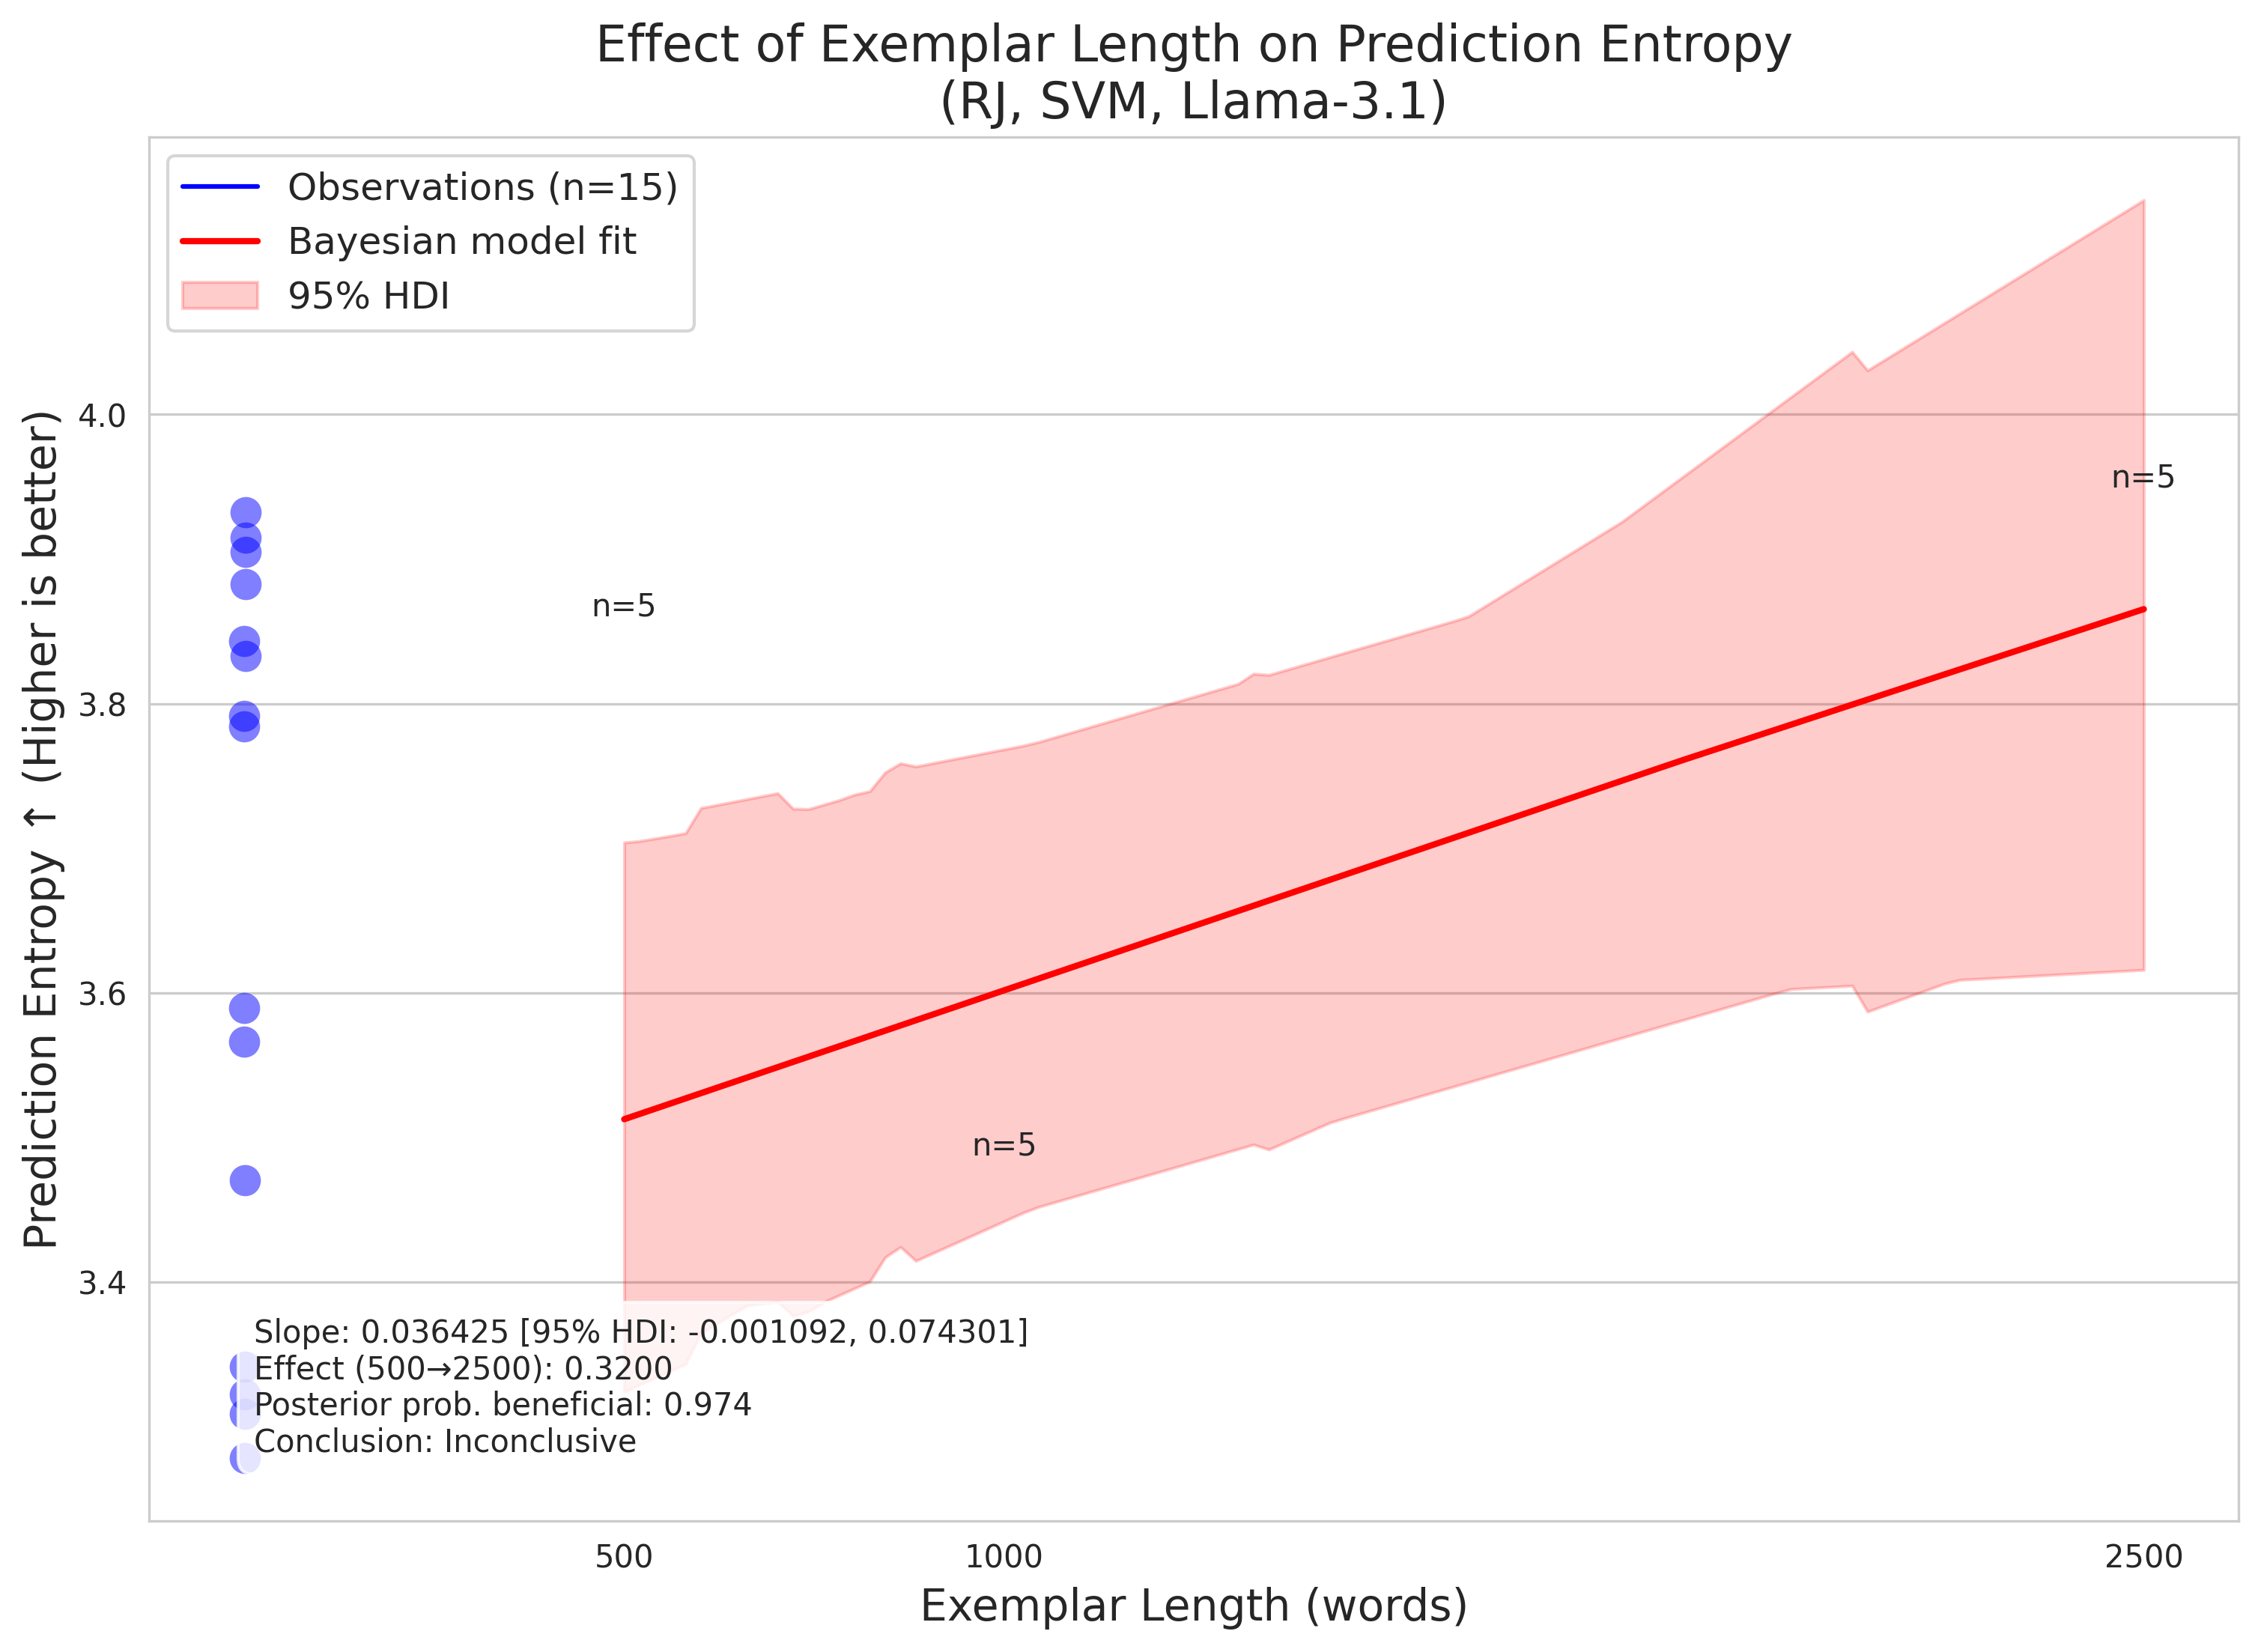 Effect of Exemplar Length on Prediction Entropy
(RJ, SVM, Llama-3.1)
Observations (n=15)
Bayesian model fit
95% HDI
Prediction Entropy ↑ (Higher is better)
4.0
3.8
3.6
3.4
n=5
n=5
n=5
Slope: 0.036425 [95% HDI: -0.001092, 0.074301]
Effect (500→2500): 0.3200
Posterior prob. beneficial: 0.974
Conclusion: Inconclusive
500
1000
2500
Exemplar Length (words)